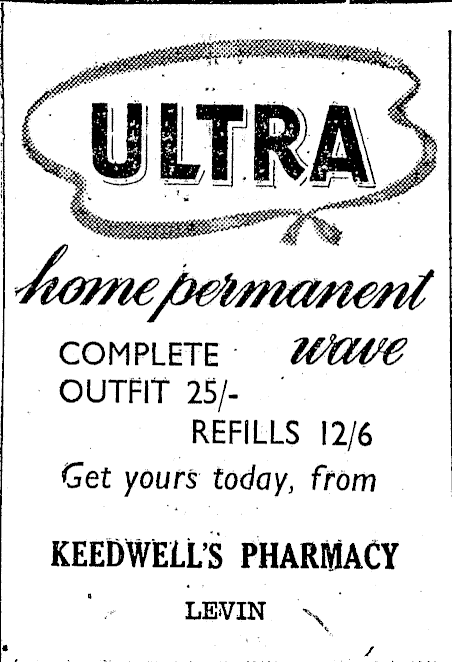 ULTRA
home permanent
wave
COMPLETE
OUTFIT 25/-
REFILLS 12/6
Get yours today, from
KEEDWELL'S PHARMACY
LEVIN